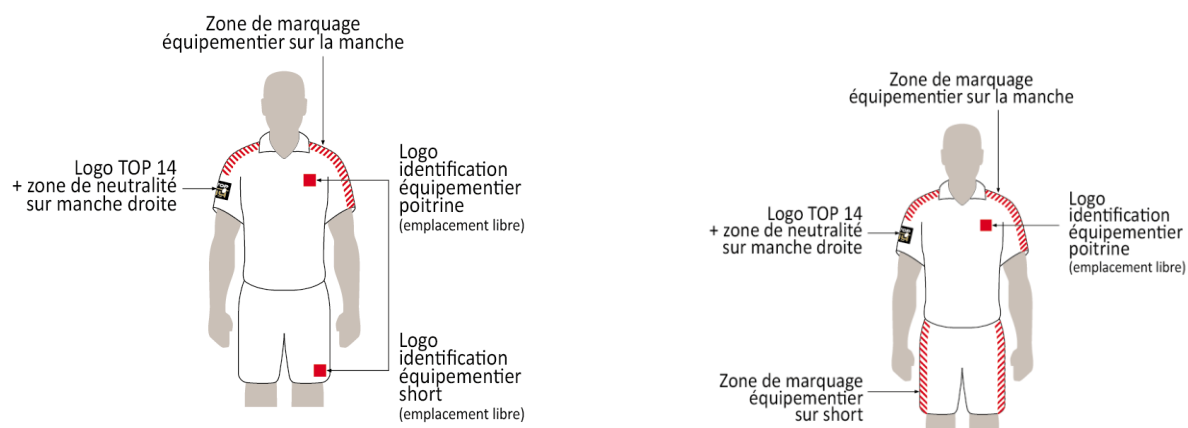 Zone de marquage
équipementier sur la manche
Logo TOP 14
+ zone de neutralité
sur manche droite
Logo
identification
équipementier
poitrine
(emplacement libre)
Logo
identification
équipementier
short
(emplacement libre)
Zone de marquage
équipementier sur la manche
Logo TOP 14
+ zone de neutralité
sur manche droite
Logo
identification
équipementier
poitrine
(emplacement libre)
Zone de marquage
équipementier
sur short